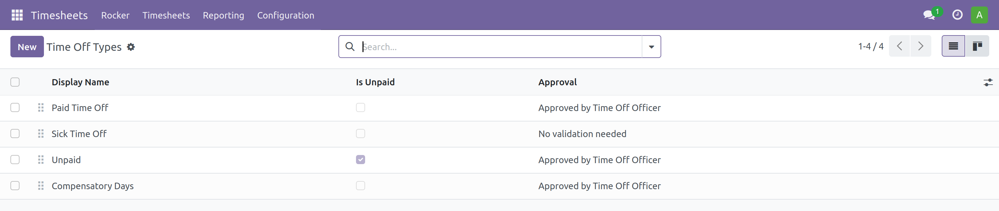 Timesheets Rocker Timesheets Reporting Configuration 1 A
New Time Off Types Search... 1-4 / 4
Display Name Is Unpaid Approval
Paid Time Off Approved by Time Off Officer
Sick Time Off No validation needed
Unpaid Approved by Time Off Officer
Compensatory Days Approved by Time Off Officer